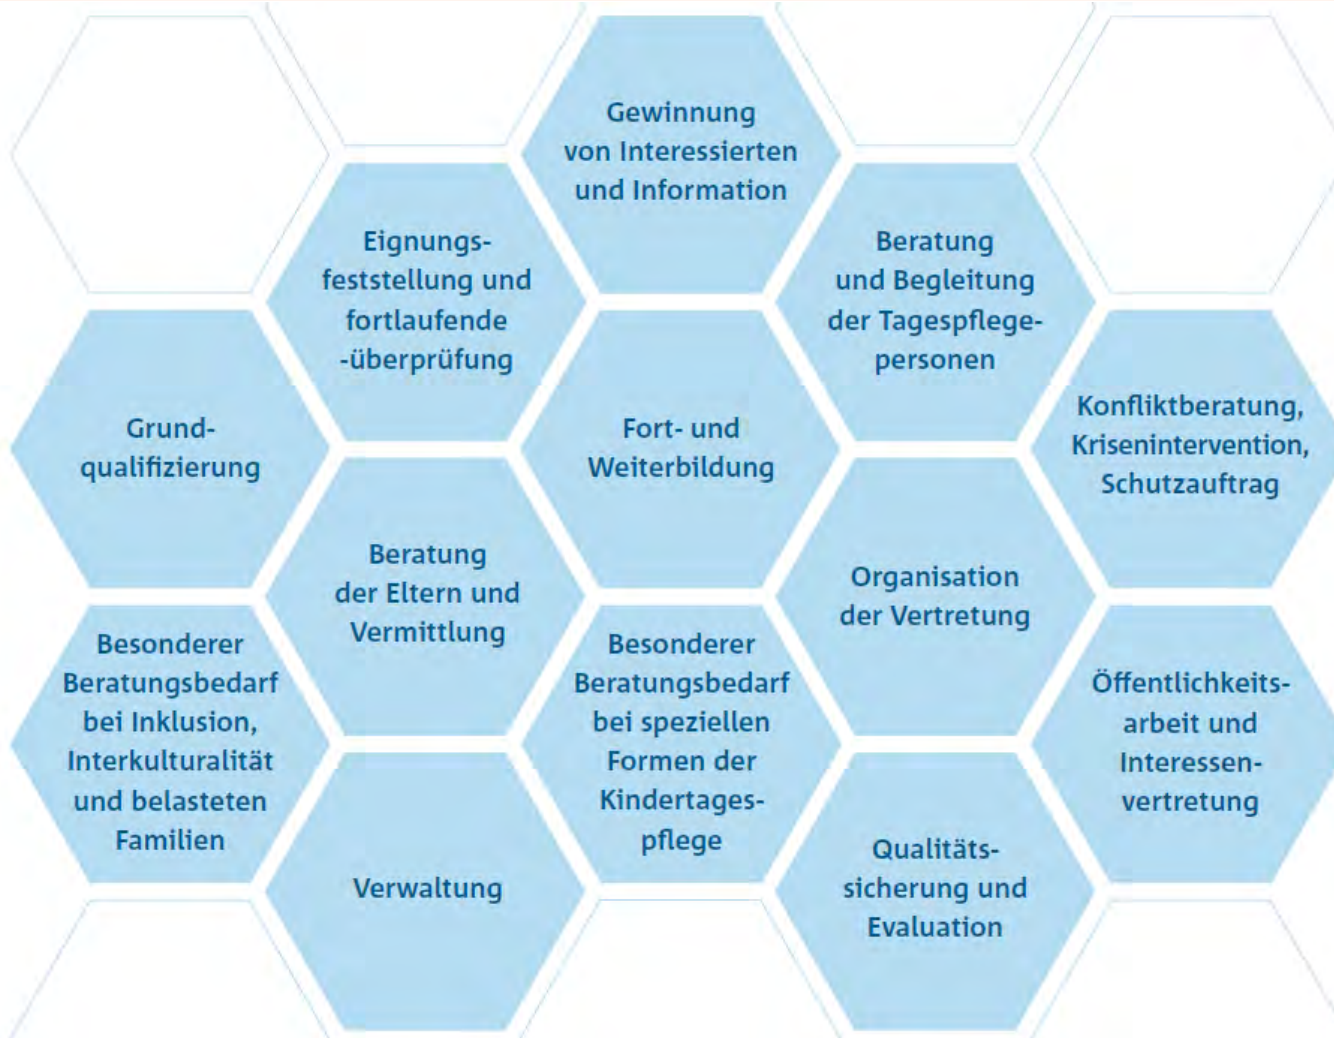 Gewinnung
von Interessierten
und Information
Eignungs-
feststellung und
fortlaufende
-überprüfung
Beratung
und Begleitung
der Tagespflege-
personen
Grund-
qualifizierung
Fort- und
Weiterbildung
Konfliktberatung,
Krisenintervention,
Schutzauftrag
Beratung
der Eltern und
Vermittlung
Organisation
der Vertretung
Besonderer
Beratungsbedarf
bei Inklusion,
Interkulturalität
und belasteten
Familien
Besonderer
Beratungsbedarf
bei speziellen
Formen der
Kindertages-
pflege
Öffentlichkeits-
arbeit und
Interessen-
vertretung
Verwaltung
Qualitäts-
sicherung und
Evaluation